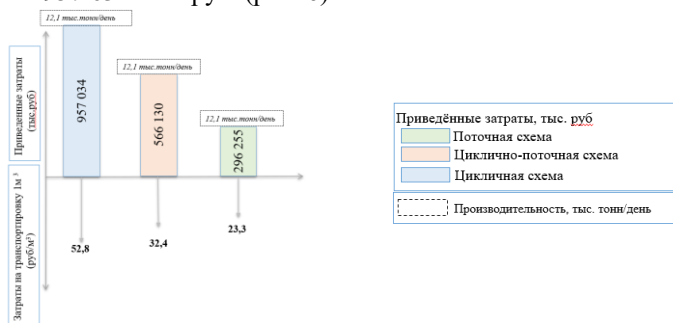 12,1 тыс.тонн/день
957 034
12,1 тыс.тонн/день
566 130
12,1 тыс.тонн/день
296 255
Приведенные затраты
(тыс.руб)
Затраты на транспортировку 1м³
(руб/м³)
52,8
32,4
23,3
Приведённые затраты, тыс. руб
Поточная схема
Циклично-поточная схема
Цикличная схема
Производительность, тыс. тонн/день